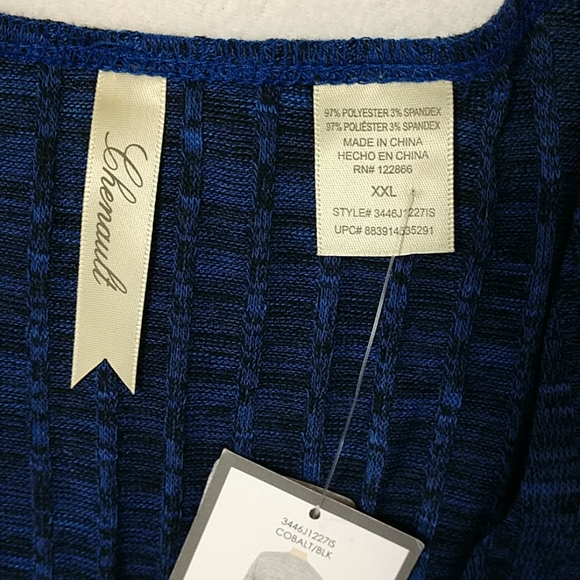 Chenault
97% POLYESTER 3% SPANDEX
97% POLIÉSTER 3% SPANDEX
MADE IN CHINA
HECHO EN CHINA
RN# 122866
XXL
STYLE# 3446J1227IS
UPC# 883914535291
3446J1227IS
COBALT/BLK